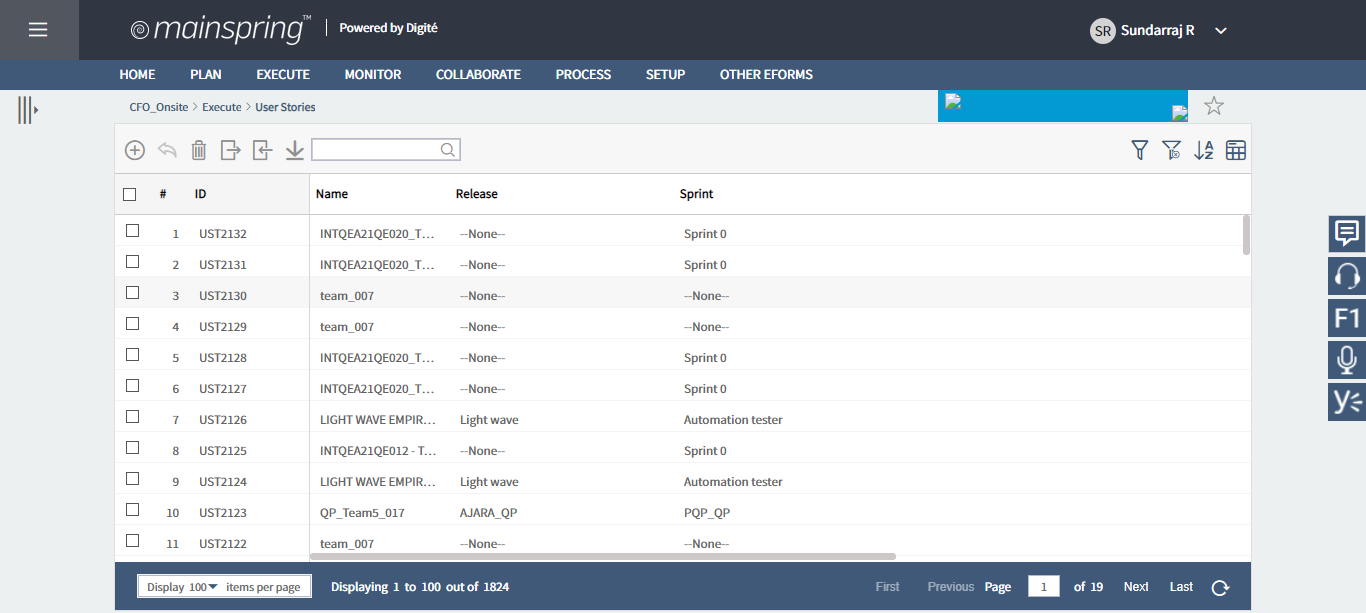 mainspring™ Powered by Digité SR Sundarraj R
HOME PLAN EXECUTE MONITOR COLLABORATE PROCESS SETUP OTHER EFORMS
CFO_Onsite > Execute > User Stories
# ID Name Release Sprint
1 UST2132 INTQEA21QE020_T... --None-- Sprint 0
2 UST2131 INTQEA21QE020_T... --None-- Sprint 0
3 UST2130 team_007 --None-- --None--
4 UST2129 team_007 --None-- --None--
5 UST2128 INTQEA21QE020_T... --None-- Sprint 0
6 UST2127 INTQEA21QE020_T... --None-- Sprint 0
7 UST2126 LIGHT WAVE EMPIR... Light wave Automation tester
8 UST2125 INTQEA21QE012 - T... --None-- Sprint 0
9 UST2124 LIGHT WAVE EMPIR... Light wave Automation tester
10 UST2123 QP_Team5_017 AJARA_QP PQP_QP
11 UST2122 team_007 --None-- --None--
Display 100 items per page Displaying 1 to 100 out of 1824 First Previous Page 1 of 19 Next Last
F1